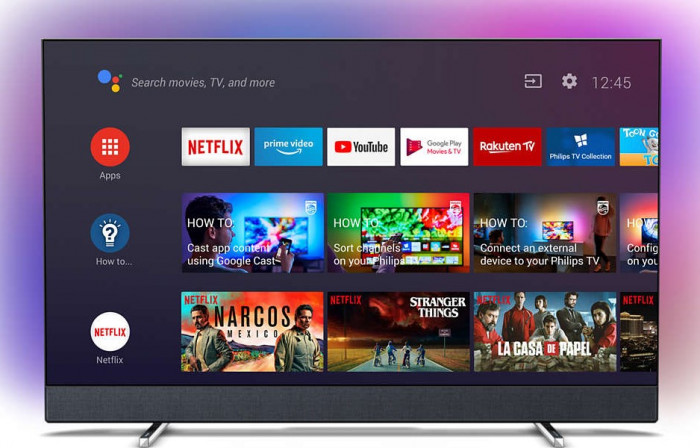 Search movies, TV, and more
12:45
NETFLIX
prime video
YouTube
Google Play
Movies & TV
Rakuten TV
Philips TV Collection
TOON G
Apps
HOW TO:
Cast app content
using Google Cast
HOW TO:
Sort channels
on your Philips
HOW TO:
Connect an external
device to your Philips TV
HOW
Config
on you
How to...
NETFLIX
NETFLIX
NARCOS
MEXICO
NETFLIX
STRANGER
THINGS
NETFLIX
LA CASA DE PAPEL
NETFLIX
Netflix